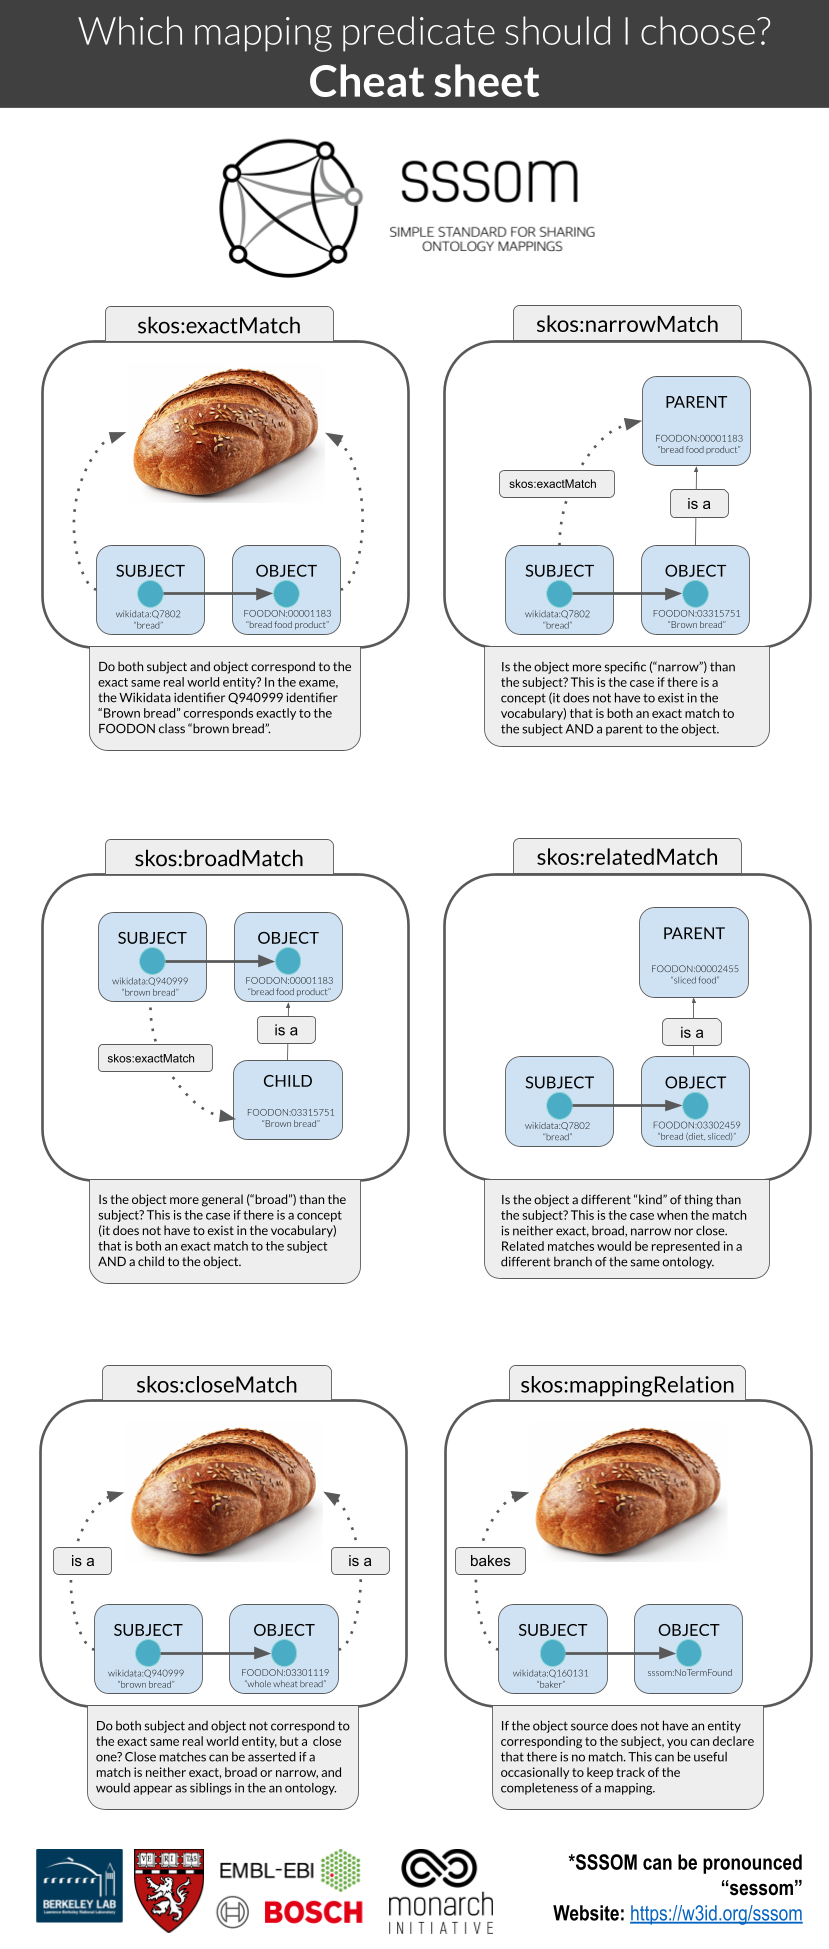 Which mapping predicate should I choose?
Cheat sheet
sssom
SIMPLE STANDARD FOR SHARING
ONTOLOGY MAPPINGS
skos:exactMatch
SUBJECT
wikidata:Q7802
"bread"
OBJECT
FOODON:00001183
"bread food product"
Do both subject and object correspond to the
exact same real world entity? In the exame,
the Wikidata identifier Q940999 identifier
"Brown bread" corresponds exactly to the
FOODON class "brown bread".
skos:narrowMatch
PARENT
FOODON:00001183
"bread food product"
skos:exactMatch
is a
SUBJECT
wikidata:Q7802
"bread"
OBJECT
FOODON:03315751
"Brown bread"
Is the object more specific ("narrow") than
the subject? This is the case if there is a
concept (it does not have to exist in the
vocabulary) that is both an exact match to
the subject AND a parent to the object.
skos:broadMatch
SUBJECT
wikidata:Q940999
"brown bread"
OBJECT
FOODON:00001183
"bread food product"
is a
skos:exactMatch
CHILD
FOODON:03315751
"Brown bread"
Is the object more general ("broad") than the
subject? This is the case if there is a concept
(it does not have to exist in the vocabulary)
that is both an exact match to the subject
AND a child to the object.
skos:relatedMatch
PARENT
FOODON:00002455
"sliced food"
is a
SUBJECT
wikidata:Q7802
"bread"
OBJECT
FOODON:03302459
"bread (diet, sliced)"
Is the object a different "kind" of thing than
the subject? This is the case when the match
is neither exact, broad, narrow nor close.
Related matches would be represented in a
different branch of the same ontology.
skos:closeMatch
is a
is a
SUBJECT
wikidata:Q940999
"brown bread"
OBJECT
FOODON:03301119
"whole wheat bread"
Do both subject and object not correspond to
the exact same real world entity, but a close
one? Close matches can be asserted if a
match is neither exact, broad or narrow, and
would appear as siblings in the an ontology.
skos:mappingRelation
bakes
SUBJECT
wikidata:Q160131
"baker"
OBJECT
sssom:NoTermFound
If the object source does not have an entity
corresponding to the subject, you can declare
that there is no match. This can be useful
occasionally to keep track of the
completeness of a mapping.
BERKELEY LAB
Lawrence Berkeley National Laboratory
VE RI TAS
EMBL-EBI
BOSCH
monarch
INITIATIVE
*SSSOM can be pronounced
"sessom"
Website: https://w3id.org/sssom